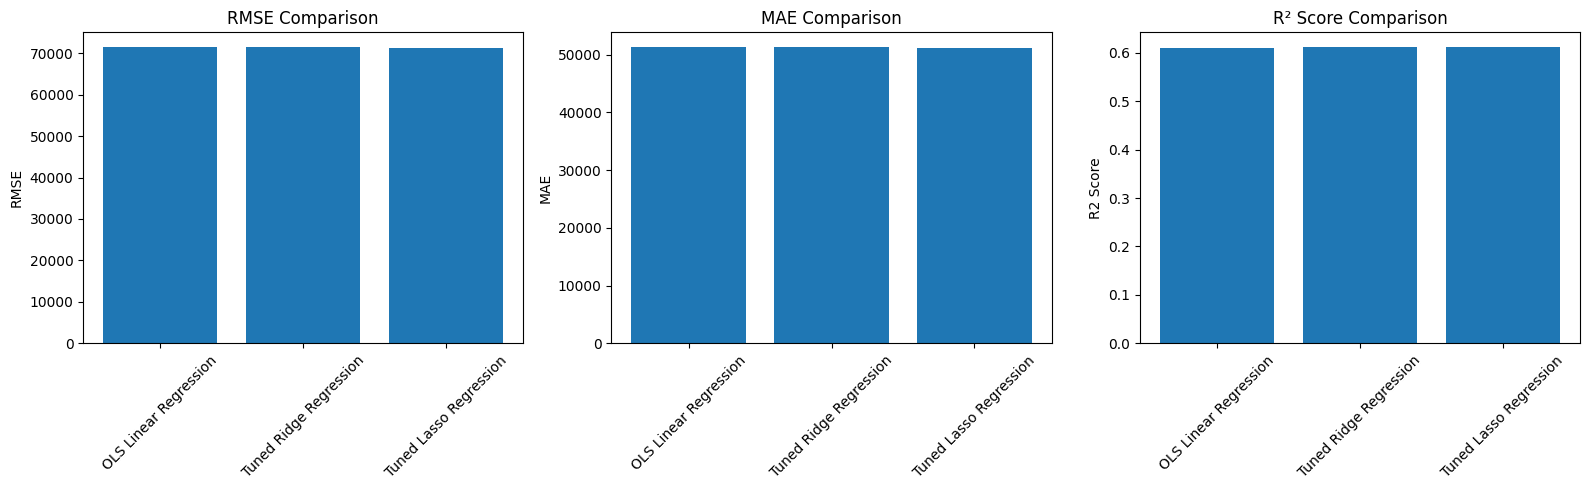 RMSE Comparison
RMSE
70000
60000
50000
40000
30000
20000
10000
0
OLS Linear Regression
Tuned Ridge Regression
Tuned Lasso Regression
MAE Comparison
MAE
50000
40000
30000
20000
10000
0
OLS Linear Regression
Tuned Ridge Regression
Tuned Lasso Regression
R² Score Comparison
R2 Score
0.6
0.5
0.4
0.3
0.2
0.1
0.0
OLS Linear Regression
Tuned Ridge Regression
Tuned Lasso Regression